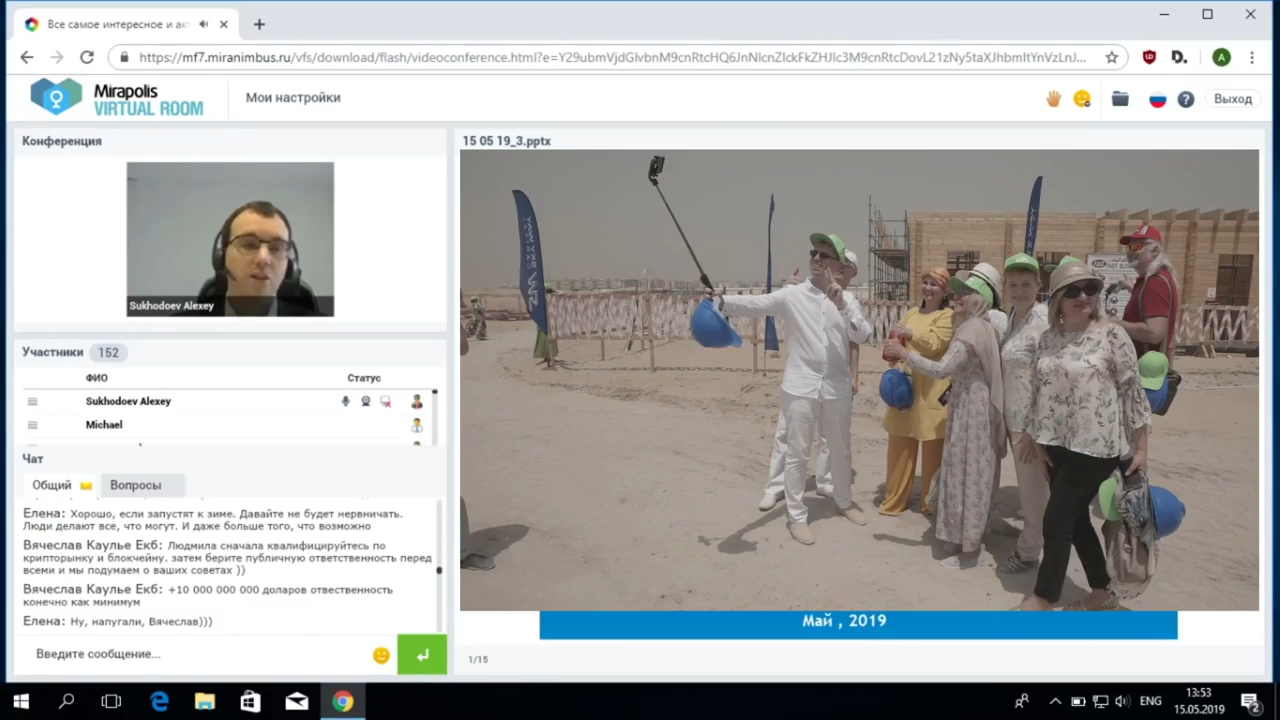 Все самое интересное и ак
https://mf7.miranimbus.ru/vfs/download/flash/videoconference.html?e=Y29ubmVjdGlvbnM9cnRtcHQ6JnNlcnZlckFkZHJlc3M9cnRtcDovL21zNy5taXJhbmltYnVzLnJ...
Mirapolis
VIRTUAL ROOM
Мои настройки
Выход
Конференция
Sukhodoev Alexey
15 05 19_3.pptx
Участники 152
ФИО Статус
Sukhodoev Alexey
Michael
Чат
Общий Вопросы
Елена: Хорошо, если запустят к зиме. Давайте не будет нервничать.
Люди делают все, что могут. И даже больше того, что возможно
Вячеслав Каулье Екб: Людмила сначала квалифицируйтесь по
крипторынку и блокчейну. затем берите публичную ответственность перед
всеми и мы подумаем о ваших советах ))
Вячеслав Каулье Екб: +10 000 000 000 долларов отвественность
конечно как минимум
Елена: Ну, напугали, Вячеслав)))
Введите сообщение...
Май , 2019
1/15
ENG
13:53
15.05.2019
2